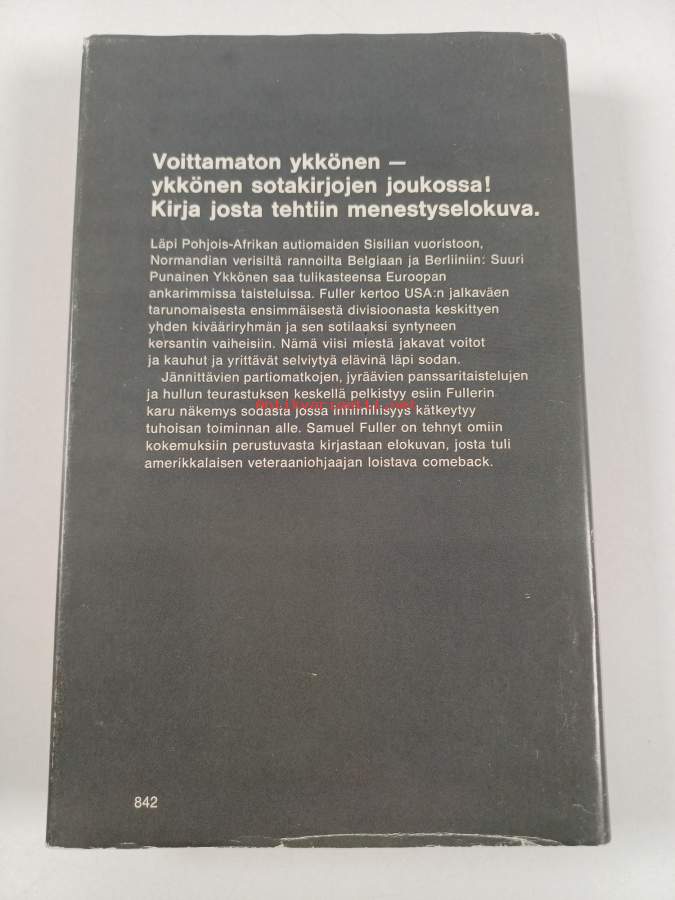 Voittamaton ykkönen —
ykkönen sotakirjojen joukossa!
Kirja josta tehtiin menestyselokuva.
Läpi Pohjois-Afrikan autiomaiden Sisilian vuoristoon,
Normandian verisiltä rannoilta Belgiaan ja Berliiniin: Suuri
Punainen Ykkönen saa tulikasteensa Euroopan
ankarimmissa taisteluissa. Fuller kertoo USA:n jalkaväen
tarunomaisesta ensimmäisestä divisioonasta keskittyen
yhden kivääriryhmän ja sen sotilaaksi syntyneen
kersantin vaiheisiin. Nämä viisi miestä jakavat voitot
ja kauhut ja yrittävät selviytyä elävinä läpi sodan.
Jännittävien partiomatkojen, jyräävien panssaritaistelujen
ja hullun teurastuksen keskellä pelkistyy esiin Fullerin
karu näkemys sodasta jossa inhimillisyys kätkeytyy
tuhoisan toiminnan alle. Samuel Fuller on tehnyt omiin
kokemuksiin perustuvasta kirjastaan elokuvan, josta tuli
amerikkalaisen veteraaniohjaajan loistava comeback.
842